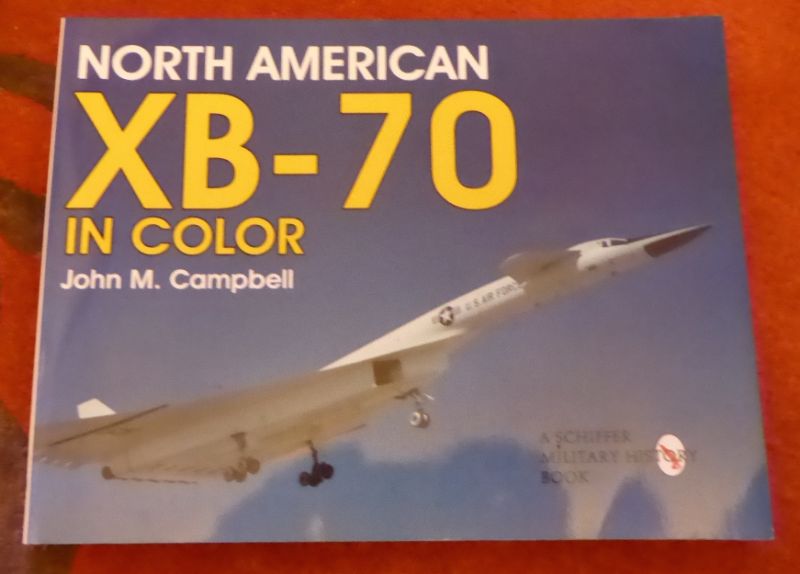 NORTH AMERICAN
XB-70
IN COLOR
John M. Campbell
U.S. AIR FORCE
A SCHIFFER
MILITARY HISTORY
BOOK